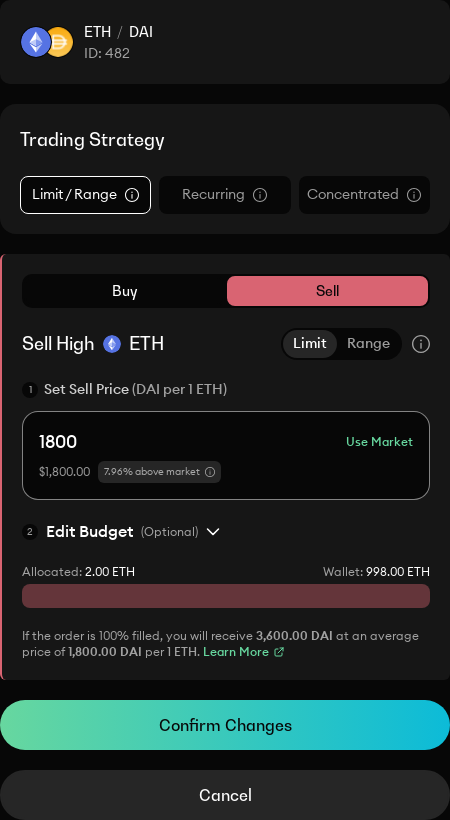 ETH / DAI
ID: 482
Trading Strategy
Limit / Range Recurring Concentrated
Buy Sell
Sell High ETH Limit Range
1 Set Sell Price (DAI per 1 ETH)
1800 Use Market
$1,800.00 7.96% above market
2 Edit Budget (Optional)
Allocated: 2.00 ETH Wallet: 998.00 ETH
If the order is 100% filled, you will receive 3,600.00 DAI at an average
price of 1,800.00 DAI per 1 ETH. Learn More
Confirm Changes
Cancel